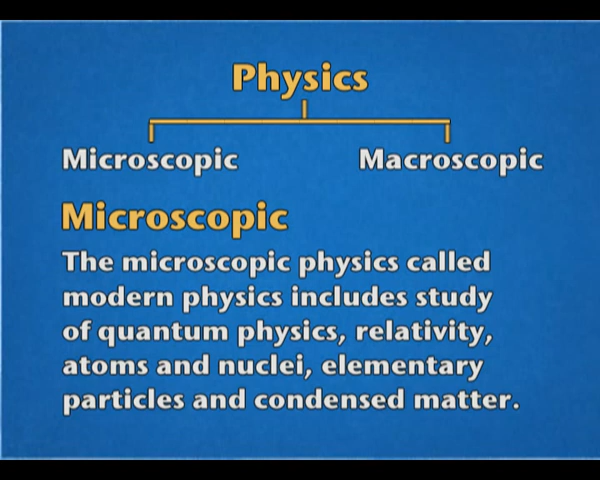 Physics
Microscopic Macroscopic
Microscopic
The microscopic physics called
modern physics includes study
of quantum physics, relativity,
atoms and nuclei, elementary
particles and condensed matter.